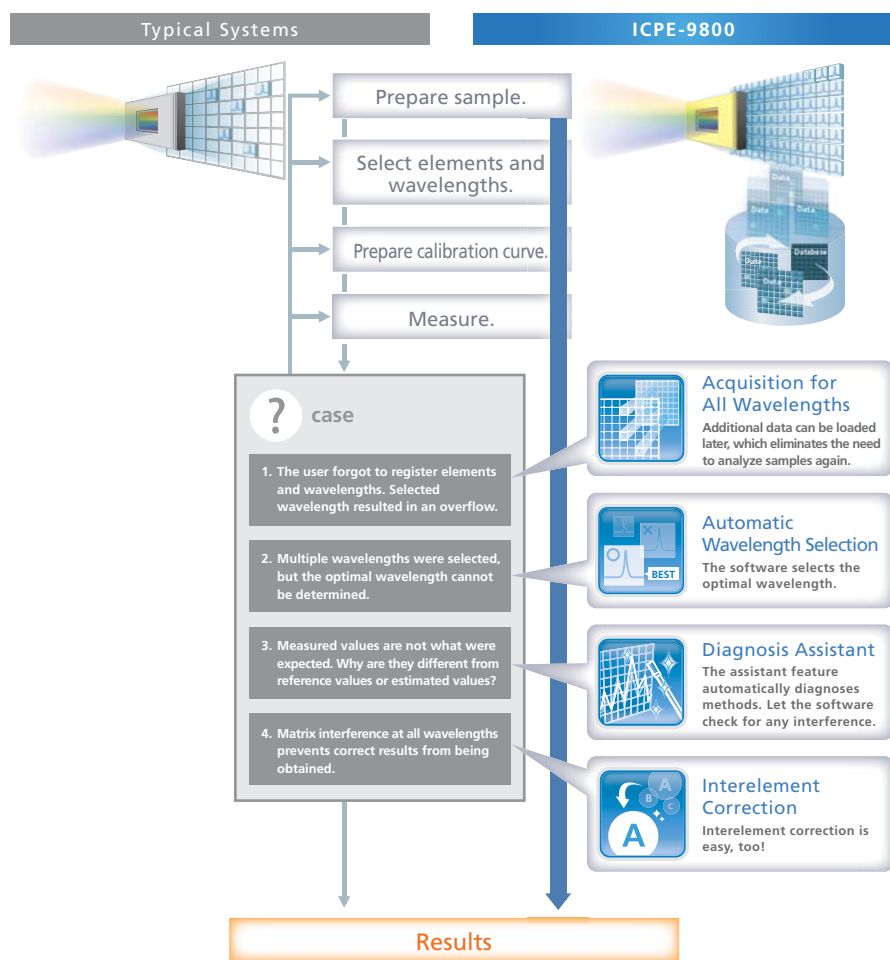 Typical Systems
ICPE-9800
Prepare sample.
Select elements and
wavelengths.
Prepare calibration curve.
Measure.
Data
Data
Data
Database
Data
Data
? case
1. The user forgot to register elements
and wavelengths. Selected
wavelength resulted in an overflow.
2. Multiple wavelengths were selected,
but the optimal wavelength cannot
be determined.
3. Measured values are not what were
expected. Why are they different from
reference values or estimated values?
4. Matrix interference at all wavelengths
prevents correct results from being
obtained.
Acquisition for
All Wavelengths
Additional data can be loaded
later, which eliminates the need
to analyze samples again.
BEST
Automatic
Wavelength Selection
The software selects the
optimal wavelength.
Diagnosis Assistant
The assistant feature
automatically diagnoses
methods. Let the software
check for any interference.
A
B
C
A
Interelement
Correction
Interelement correction is
easy, too!
Results